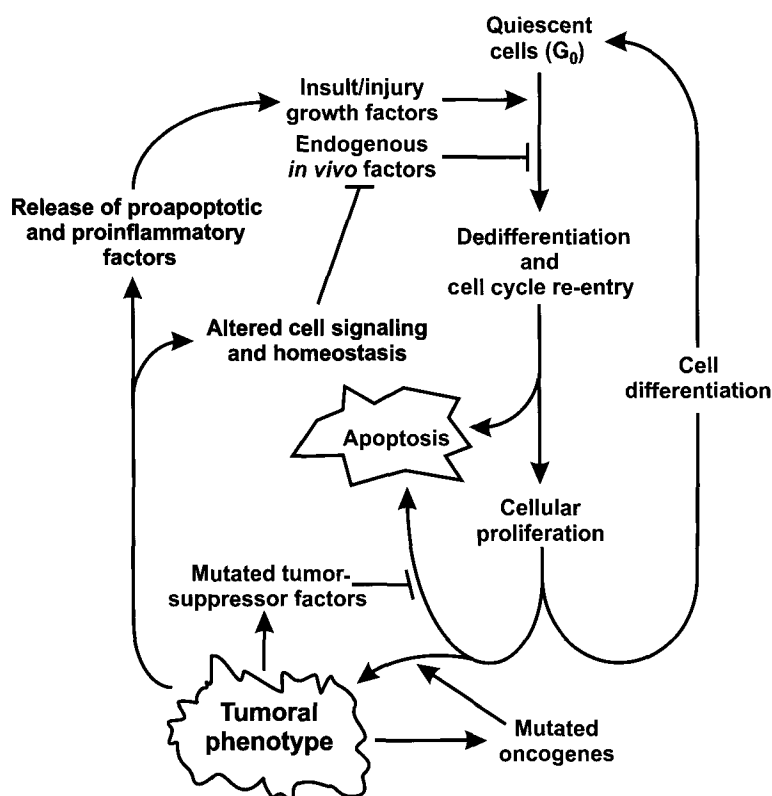 Quiescent
cells (G₀)
Insult/injury
growth factors
Endogenous
in vivo factors
Release of proapoptotic
and proinflammatory
factors
Dedifferentiation
and
cell cycle re-entry
Altered cell signaling
and homeostasis
Cell
differentiation
Apoptosis
Cellular
proliferation
Mutated tumor-
suppressor factors
Tumoral
phenotype
Mutated
oncogenes